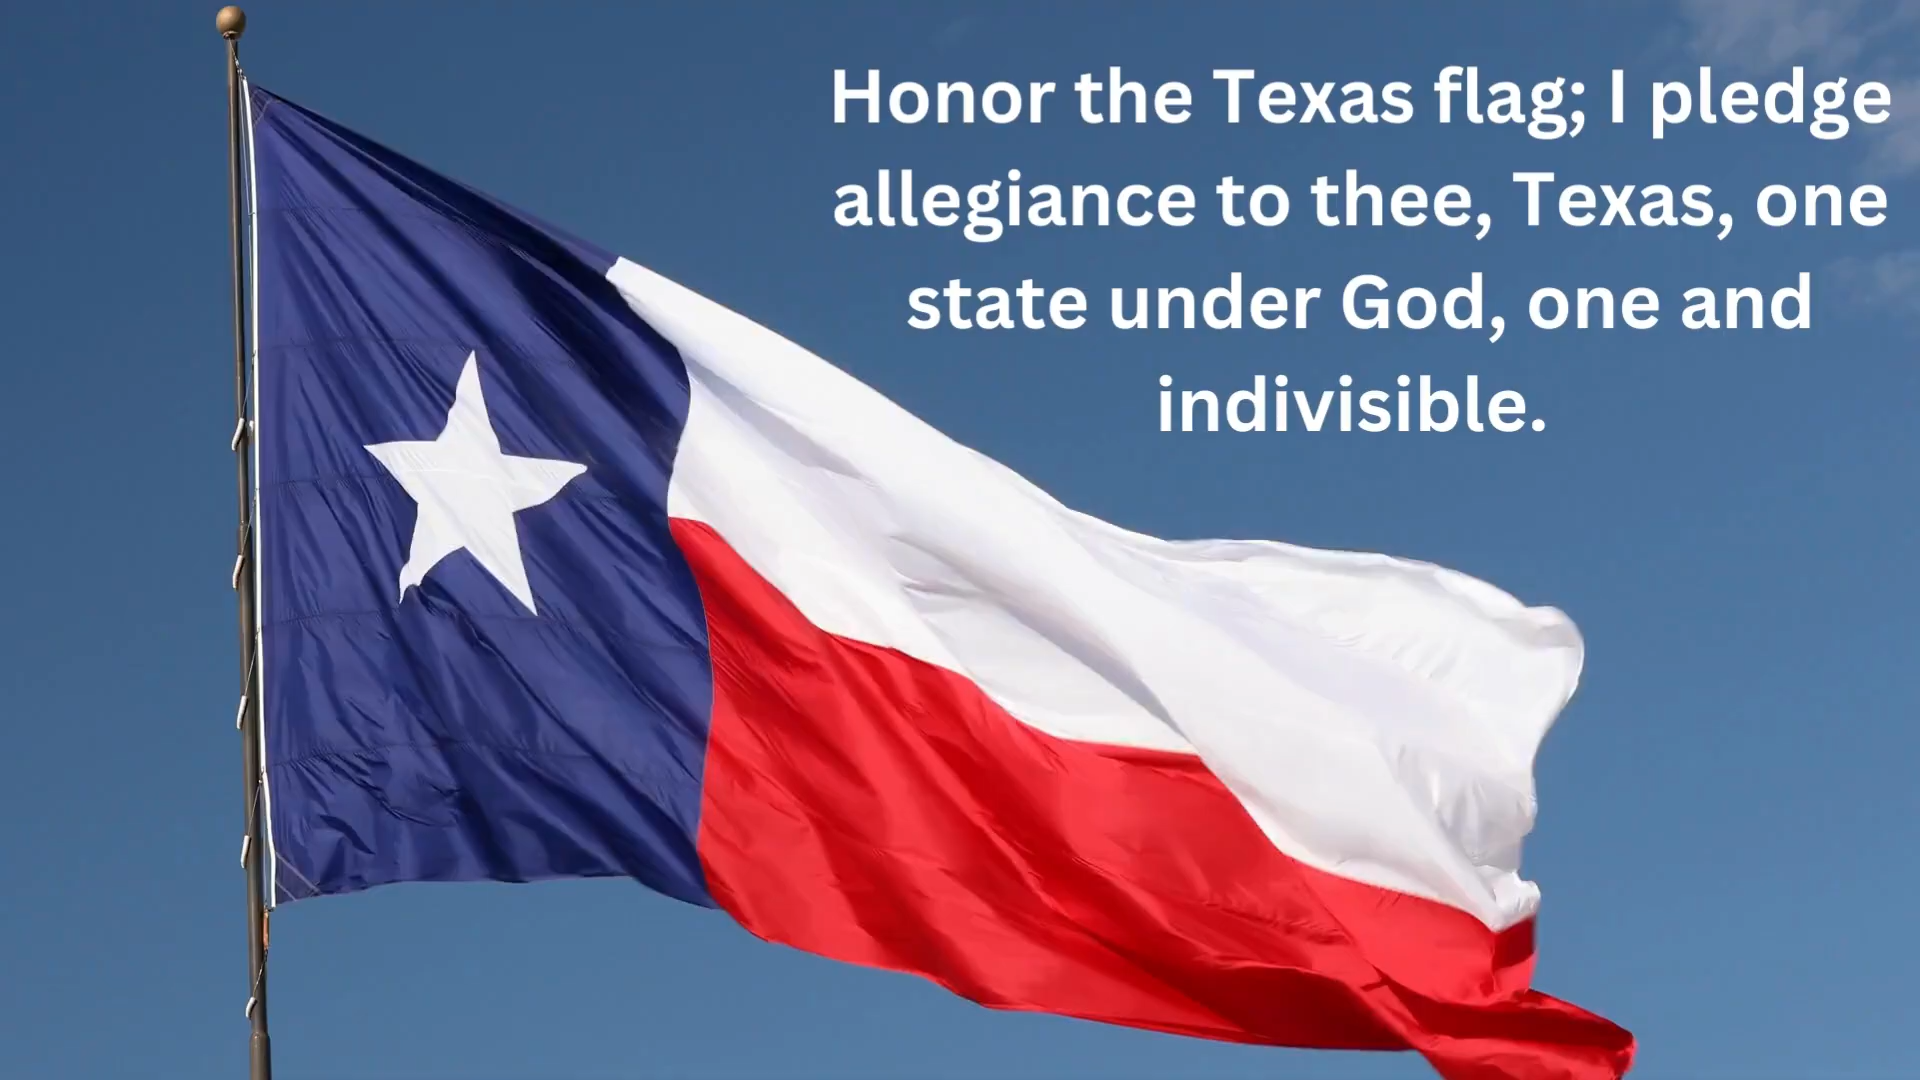 Honor the Texas flag; I pledge
allegiance to thee, Texas, one
state under God, one and
indivisible.